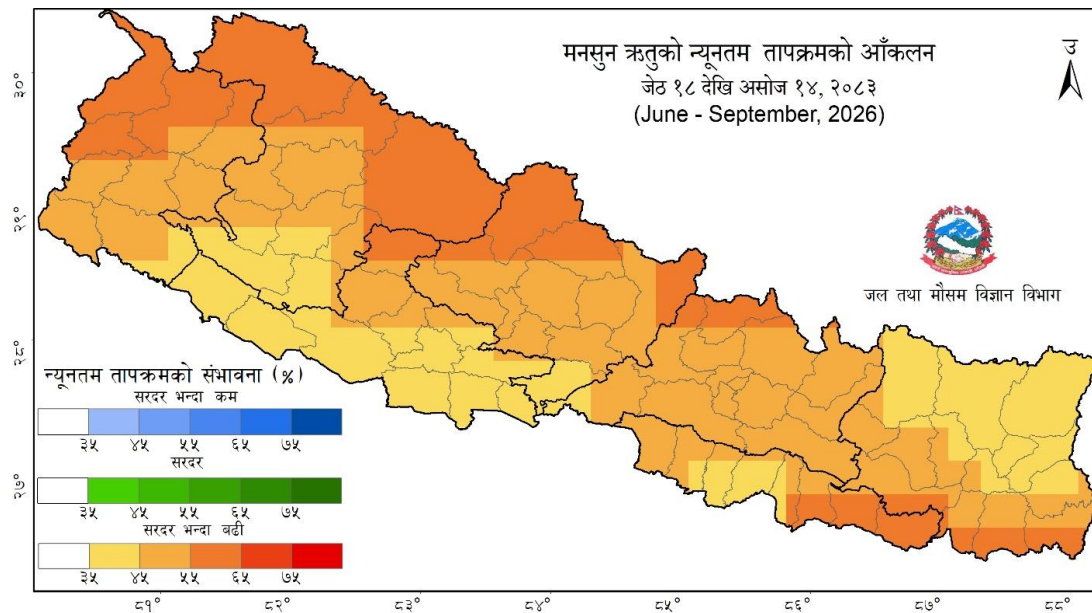 मनसुन ऋतुको न्यूनतम तापक्रमको आँकलन
जेठ १८ देखि असोज १४, २०८३
(June - September, 2026)
उ
३०°
२९°
२८°
२७°
जल तथा मौसम विज्ञान विभाग
न्यूनतम तापक्रमको संभावना (%)
सरदर भन्दा कम
३५ ४५ ५५ ६५ ७५
सरदर
३५ ४५ ५५ ६५ ७५
सरदर भन्दा बढी
३५ ४५ ५५ ६५ ७५
८१° ८२° ८३° ८४° ८५° ८६° ८७° ८८°